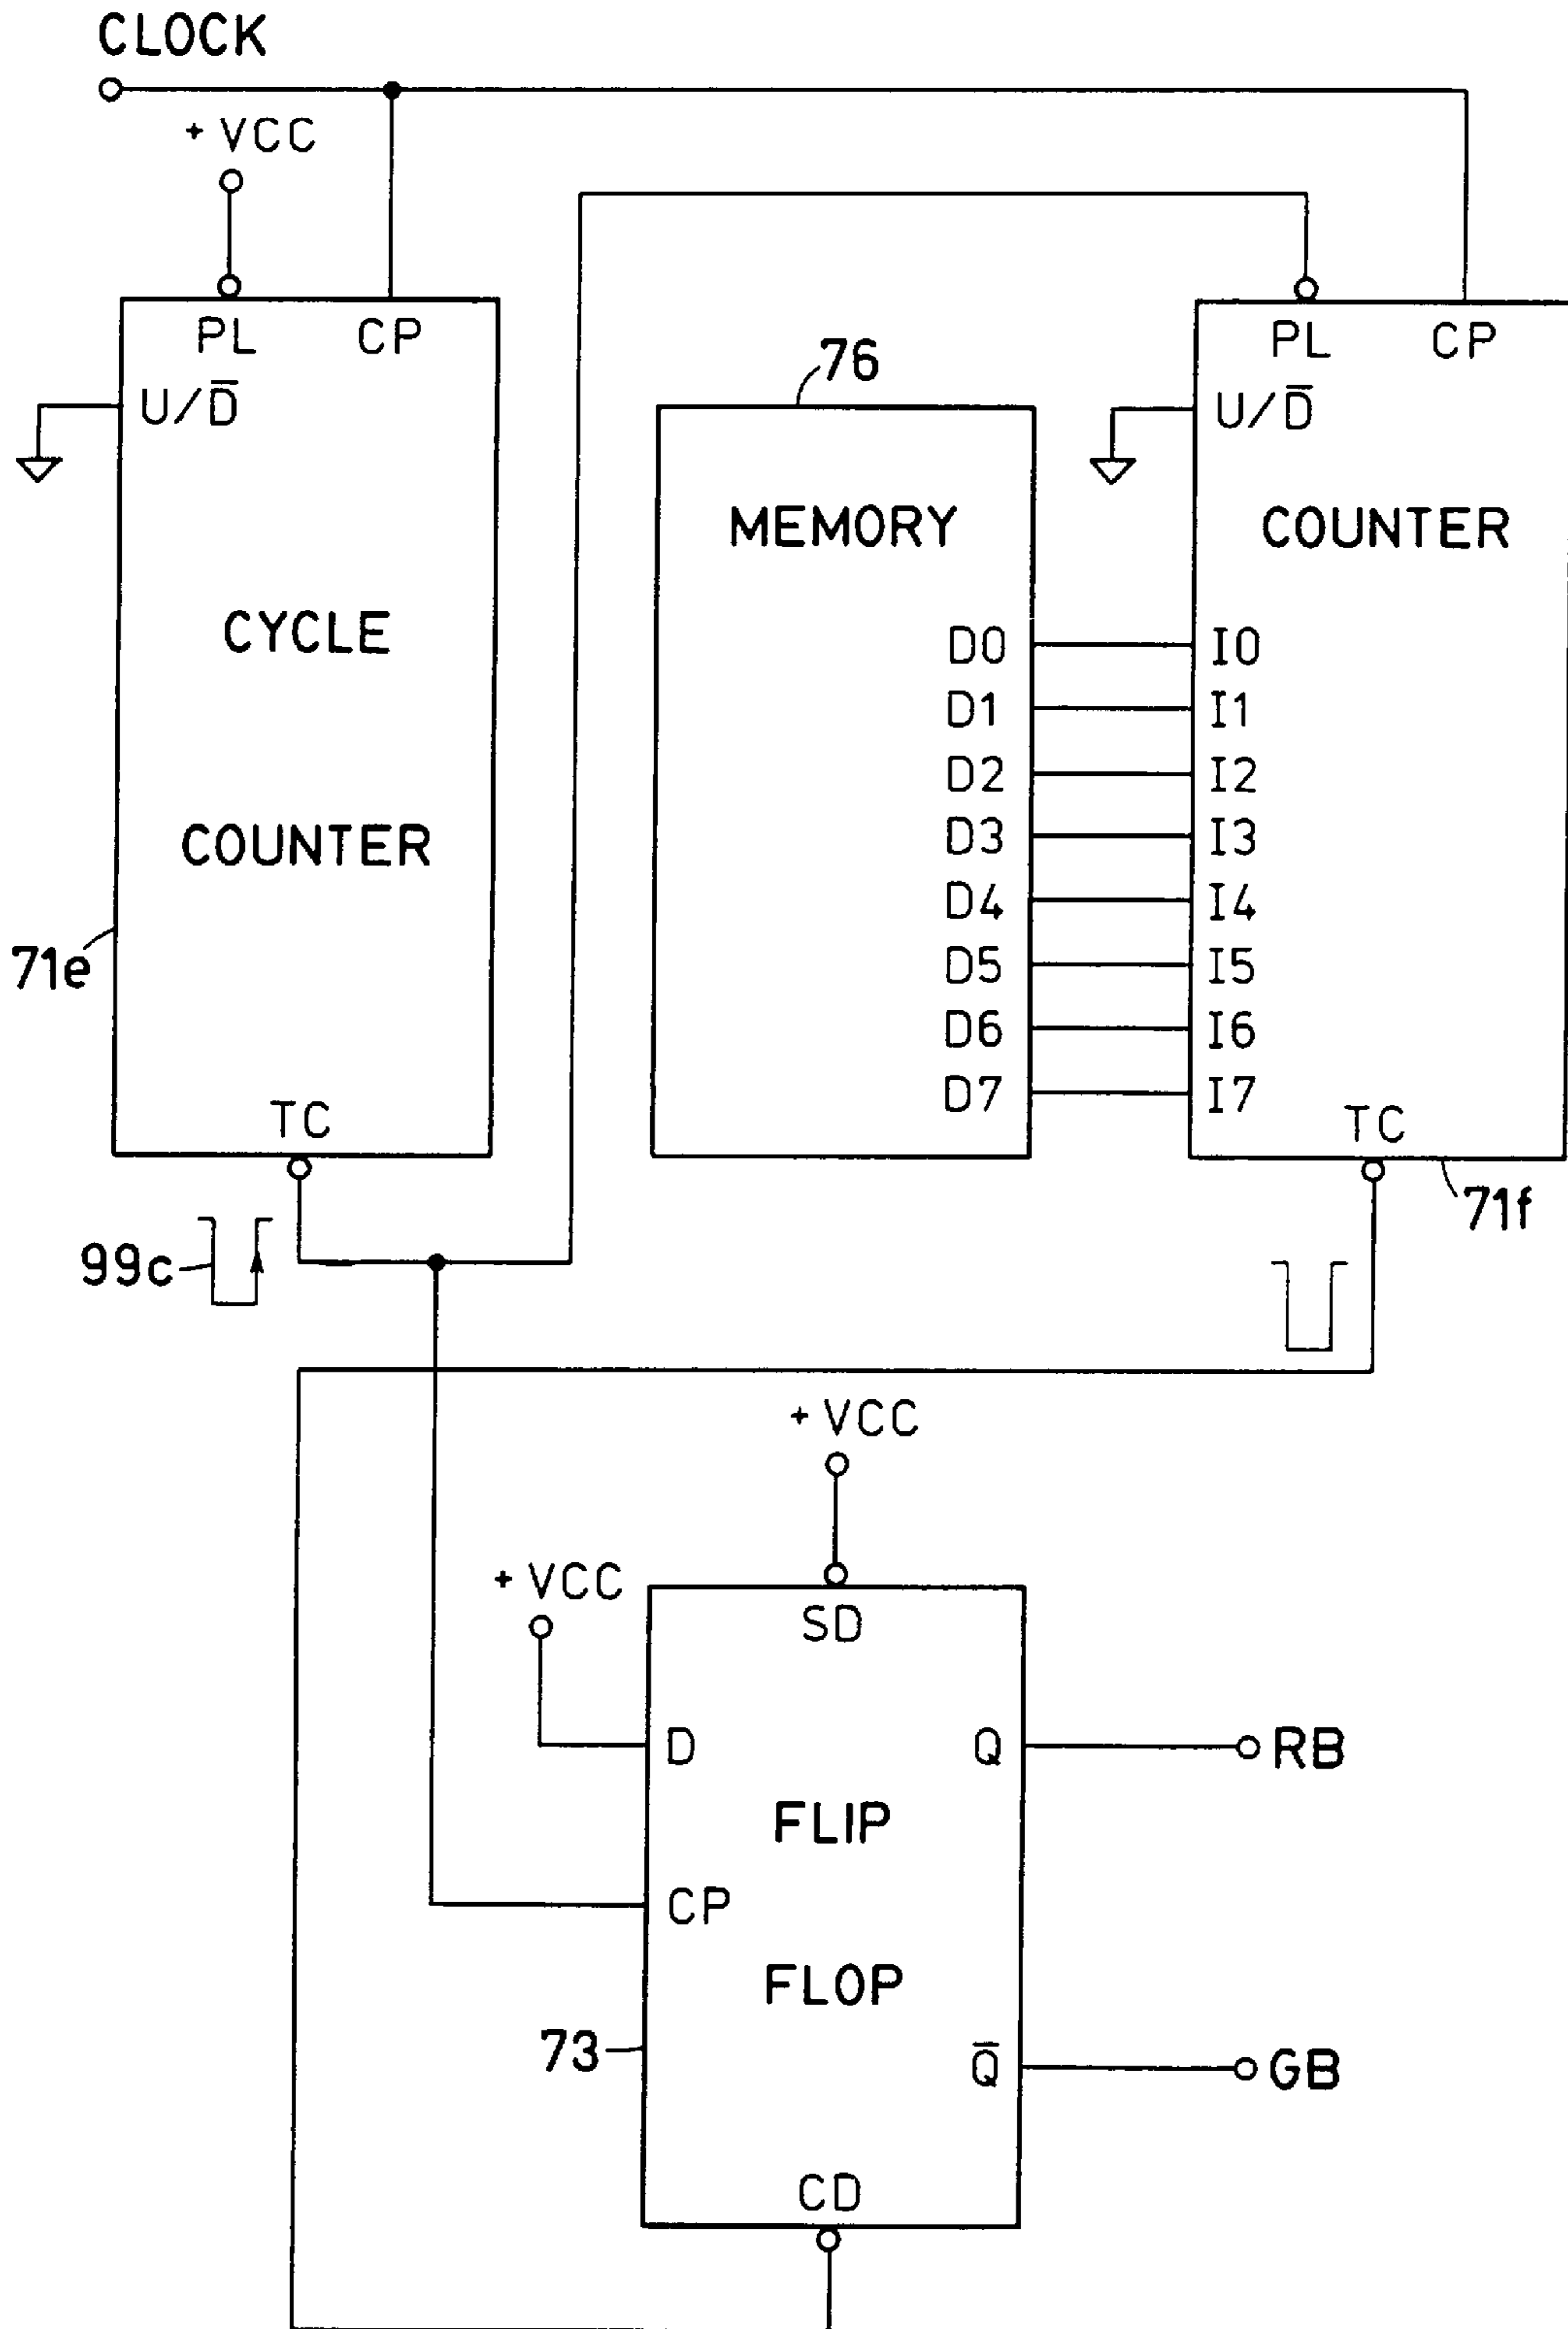 CLOCK
+ VCC
PL CP
U/D̅
CYCLE
COUNTER
TC
71e
99c
76
MEMORY
D0
D1
D2
D3
D4
D5
D6
D7
PL CP
U/D̅
COUNTER
I0
I1
I2
I3
I4
I5
I6
I7
TC
71f
+ VCC
+ VCC
SD
D Q RB
FLIP
CP
FLOP
73
Q̅ GB
CD